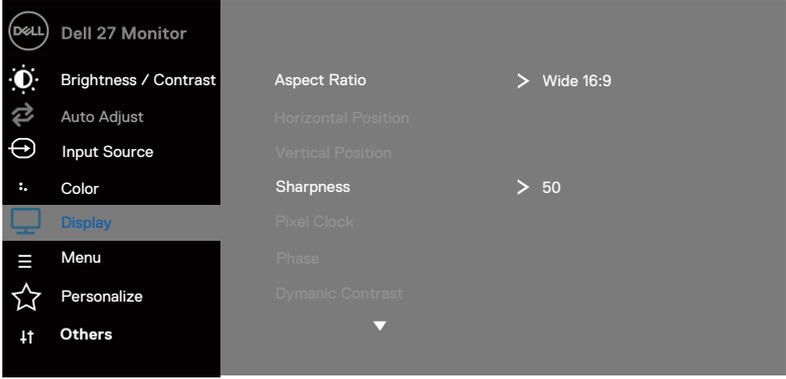 DELL Dell 27 Monitor
Brightness / Contrast Aspect Ratio > Wide 16:9
Auto Adjust Horizontal Position
Input Source Vertical Position
Color Sharpness > 50
Display Pixel Clock
Menu Phase
Personalize Dymanic Contrast
Others